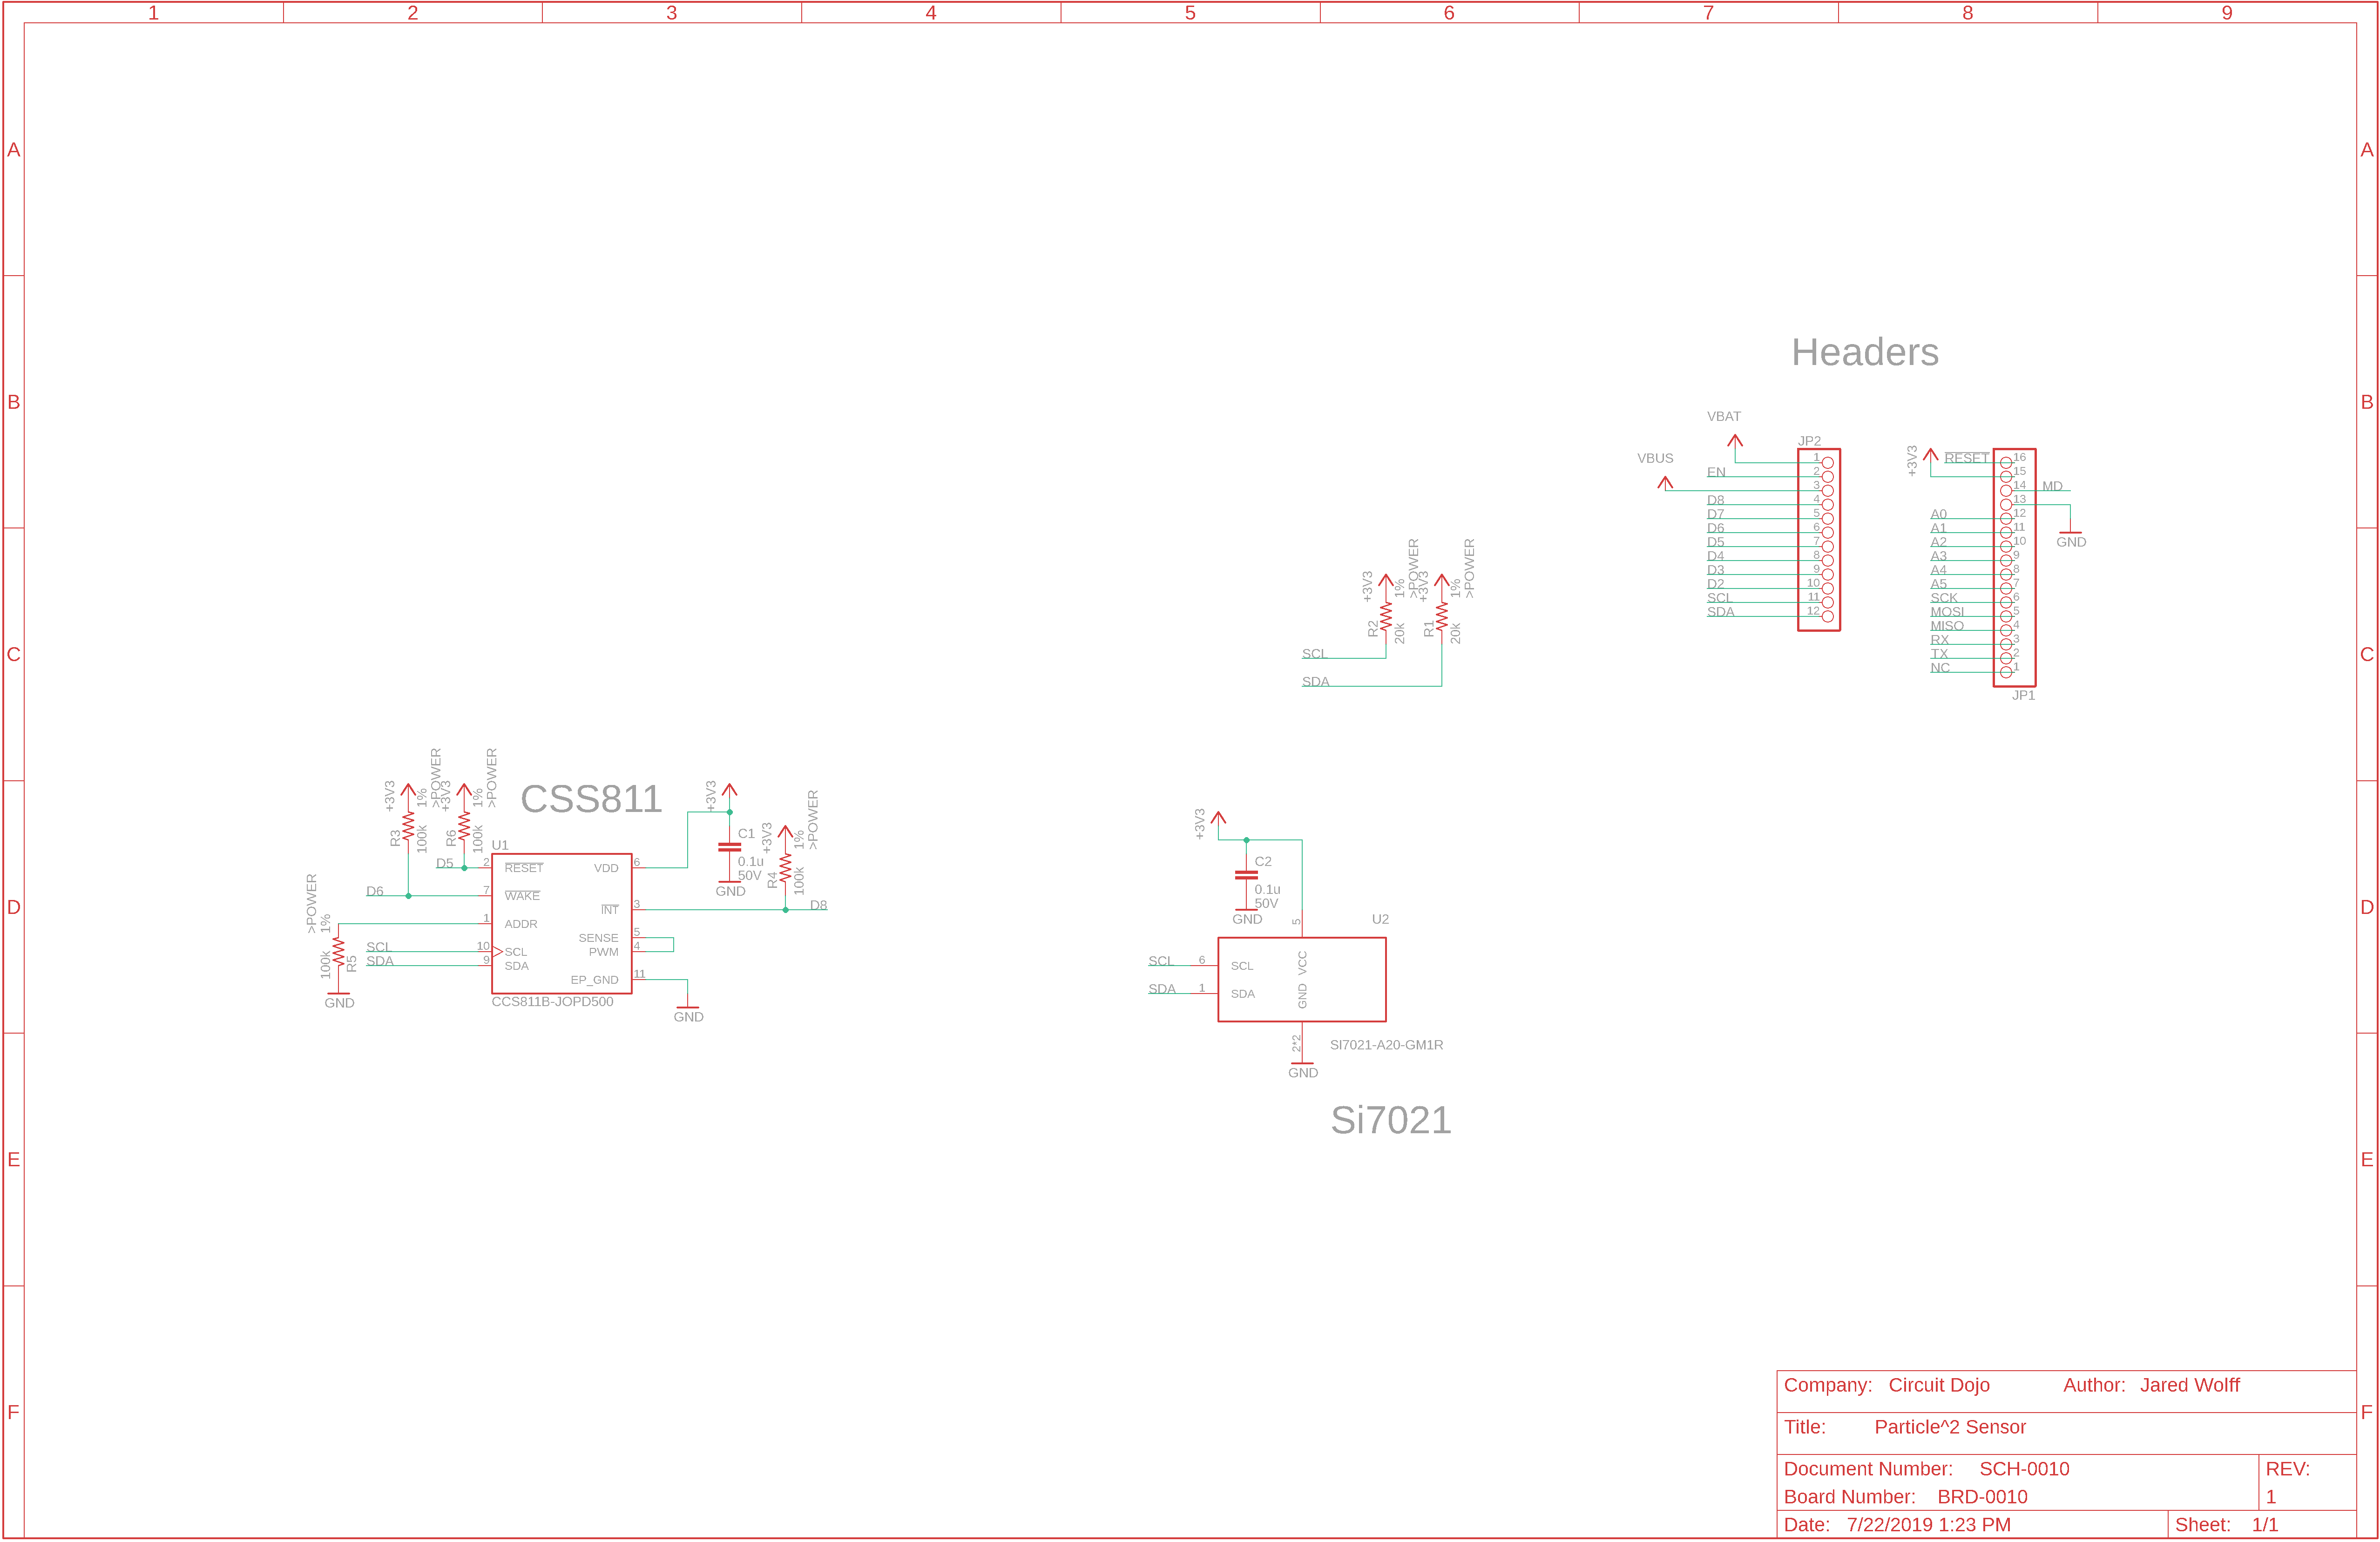 1 2 3 4 5 6 7 8 9
A A
B B
C C
D D
E E
F F
Headers
VBAT
VBUS
JP2
EN
D8
D7
D6
D5
D4
D3
D2
SCL
SDA
1
2
3
4
5
6
7
8
9
10
11
12
+3V3
RESET
MD
GND
A0
A1
A2
A3
A4
A5
SCK
MOSI
MISO
RX
TX
NC
16
15
14
13
12
11
10
9
8
7
6
5
4
3
2
1
JP1
+3V3
R2
1%
20k
>POWER
+3V3
R1
1%
20k
>POWER
SCL
SDA
CSS811
+3V3
R3
1%
100k
>POWER
+3V3
R6
1%
100k
>POWER
D5
D6
>POWER
1%
100k
R5
GND
SCL
SDA
U1
2 RESET
7 WAKE
1 ADDR
10 SCL
9 SDA
VDD 6
INT 3
SENSE 5
PWM 4
EP_GND 11
CCS811B-JOPD500
GND
+3V3
C1
0.1u
50V
GND
+3V3
R4
1%
100k
>POWER
D8
+3V3
C2
0.1u
50V
GND
U2
5
VCC
GND
SCL 6 SCL
SDA 1 SDA
2*2
GND
SI7021-A20-GM1R
Si7021
Company: Circuit Dojo Author: Jared Wolff
Title: Particle^2 Sensor
Document Number: SCH-0010 REV:
Board Number: BRD-0010 1
Date: 7/22/2019 1:23 PM Sheet: 1/1